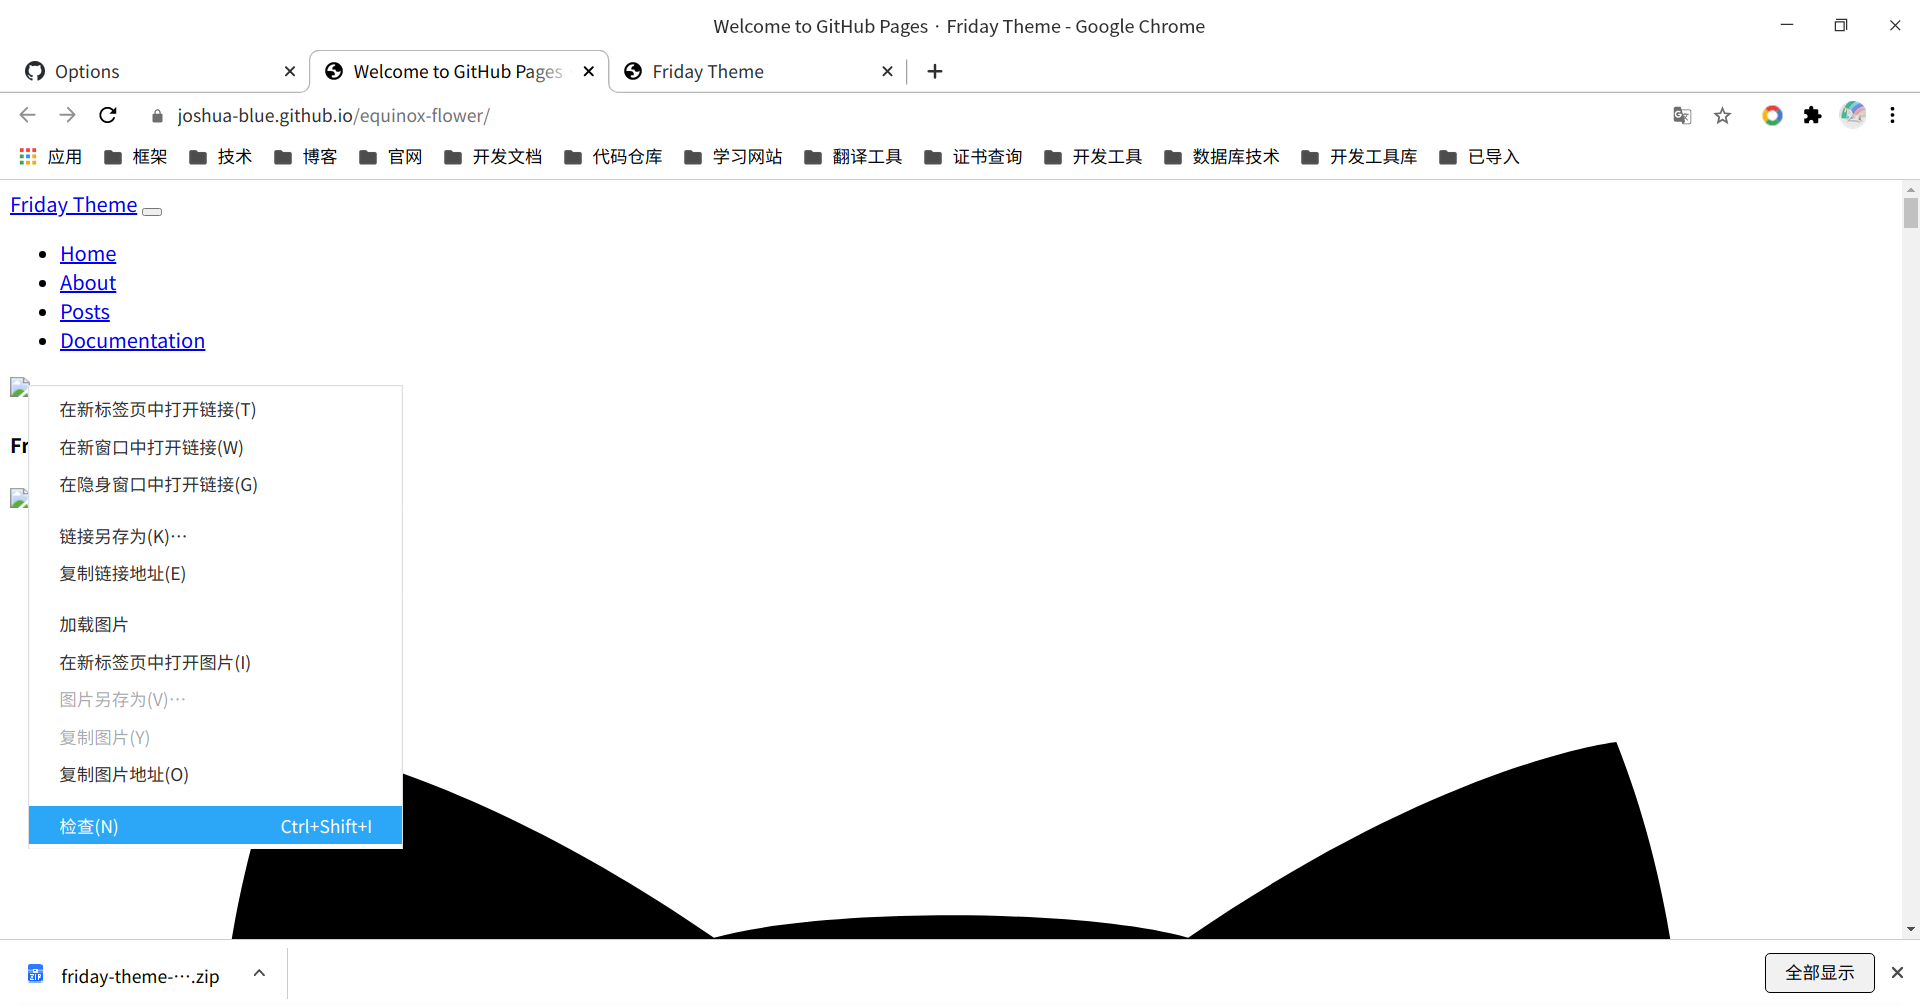 Welcome to GitHub Pages · Friday Theme - Google Chrome
Options
Welcome to GitHub Pages
Friday Theme
joshua-blue.github.io/equinox-flower/
应用 框架 技术 博客 官网 开发文档 代码仓库 学习网站 翻译工具 证书查询 开发工具 数据库技术 开发工具库 已导入
Friday Theme
Home
About
Posts
Documentation
Fr
在新标签页中打开链接(T)
在新窗口中打开链接(W)
在隐身窗口中打开链接(G)
链接另存为(K)…
复制链接地址(E)
加载图片
在新标签页中打开图片(I)
图片另存为(V)…
复制图片(Y)
复制图片地址(O)
检查(N) Ctrl+Shift+I
ZIP
friday-theme-….zip
全部显示